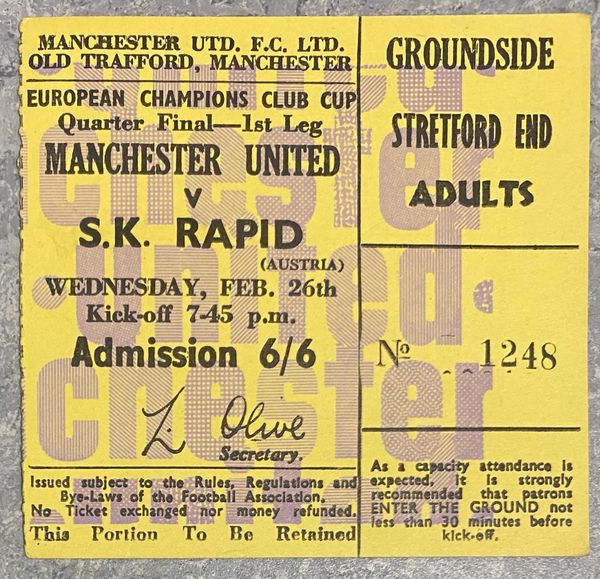 MANCHESTER UTD. F.C. LTD.
OLD TRAFFORD, MANCHESTER
EUROPEAN CHAMPIONS CLUB CUP
Quarter Final—1st Leg
MANCHESTER UNITED
v
S.K. RAPID
(AUSTRIA)
WEDNESDAY, FEB. 26th
Kick-off 7-45 p.m.
Admission 6/6
L. Olive
Secretary.
Issued subject to the Rules, Regulations and
Bye-Laws of the Football Association.
No Ticket exchanged nor money refunded.
This Portion To Be Retained
GROUNDSIDE
STRETFORD END
ADULTS
No 1248
As a capacity attendance is
expected, it is strongly
recommended that patrons
ENTER THE GROUND not
less than 30 minutes before
kick-off.
chester
united
chester